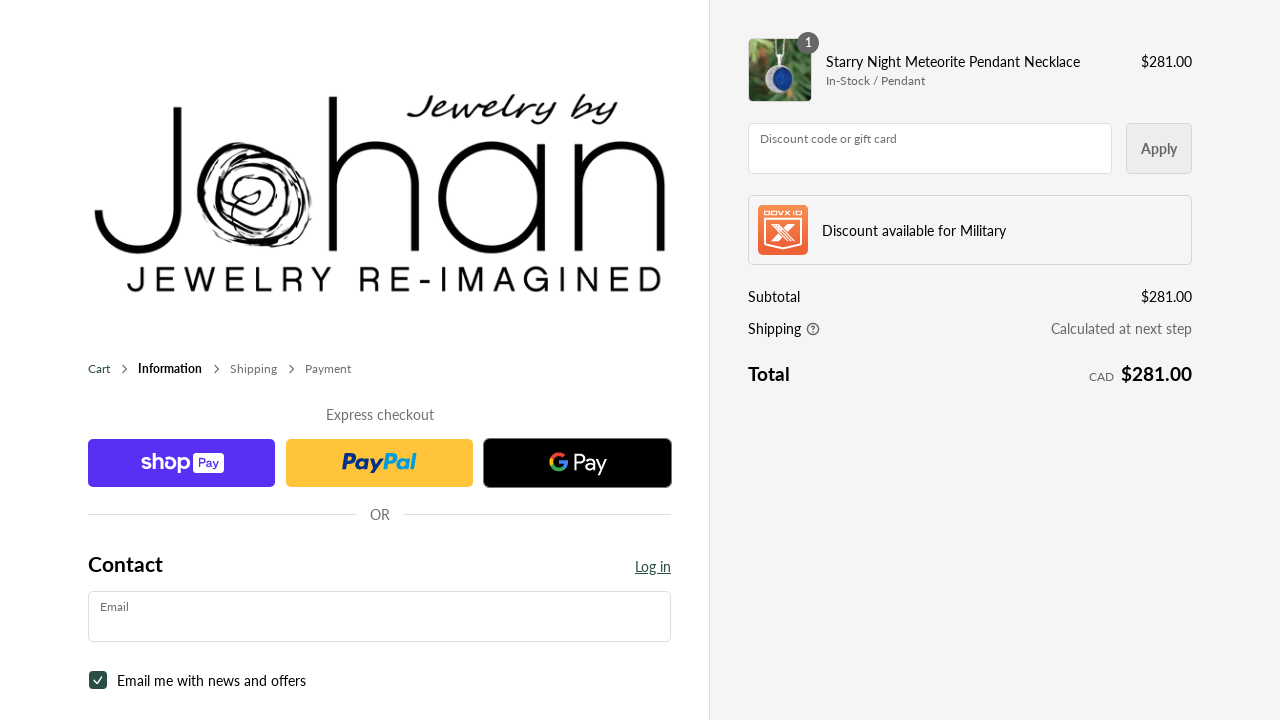 Jewelry by
Johan
JEWELRY RE-IMAGINED
Cart
Information
Shipping
Payment
Express checkout
shop Pay
PayPal
G Pay
OR
Contact
Log in
Email
Email me with news and offers
1
Starry Night Meteorite Pendant Necklace
$281.00
In-Stock / Pendant
Discount code or gift card
Apply
GOVX ID
Discount available for Military
Subtotal
$281.00
Shipping
Calculated at next step
Total
CAD $281.00